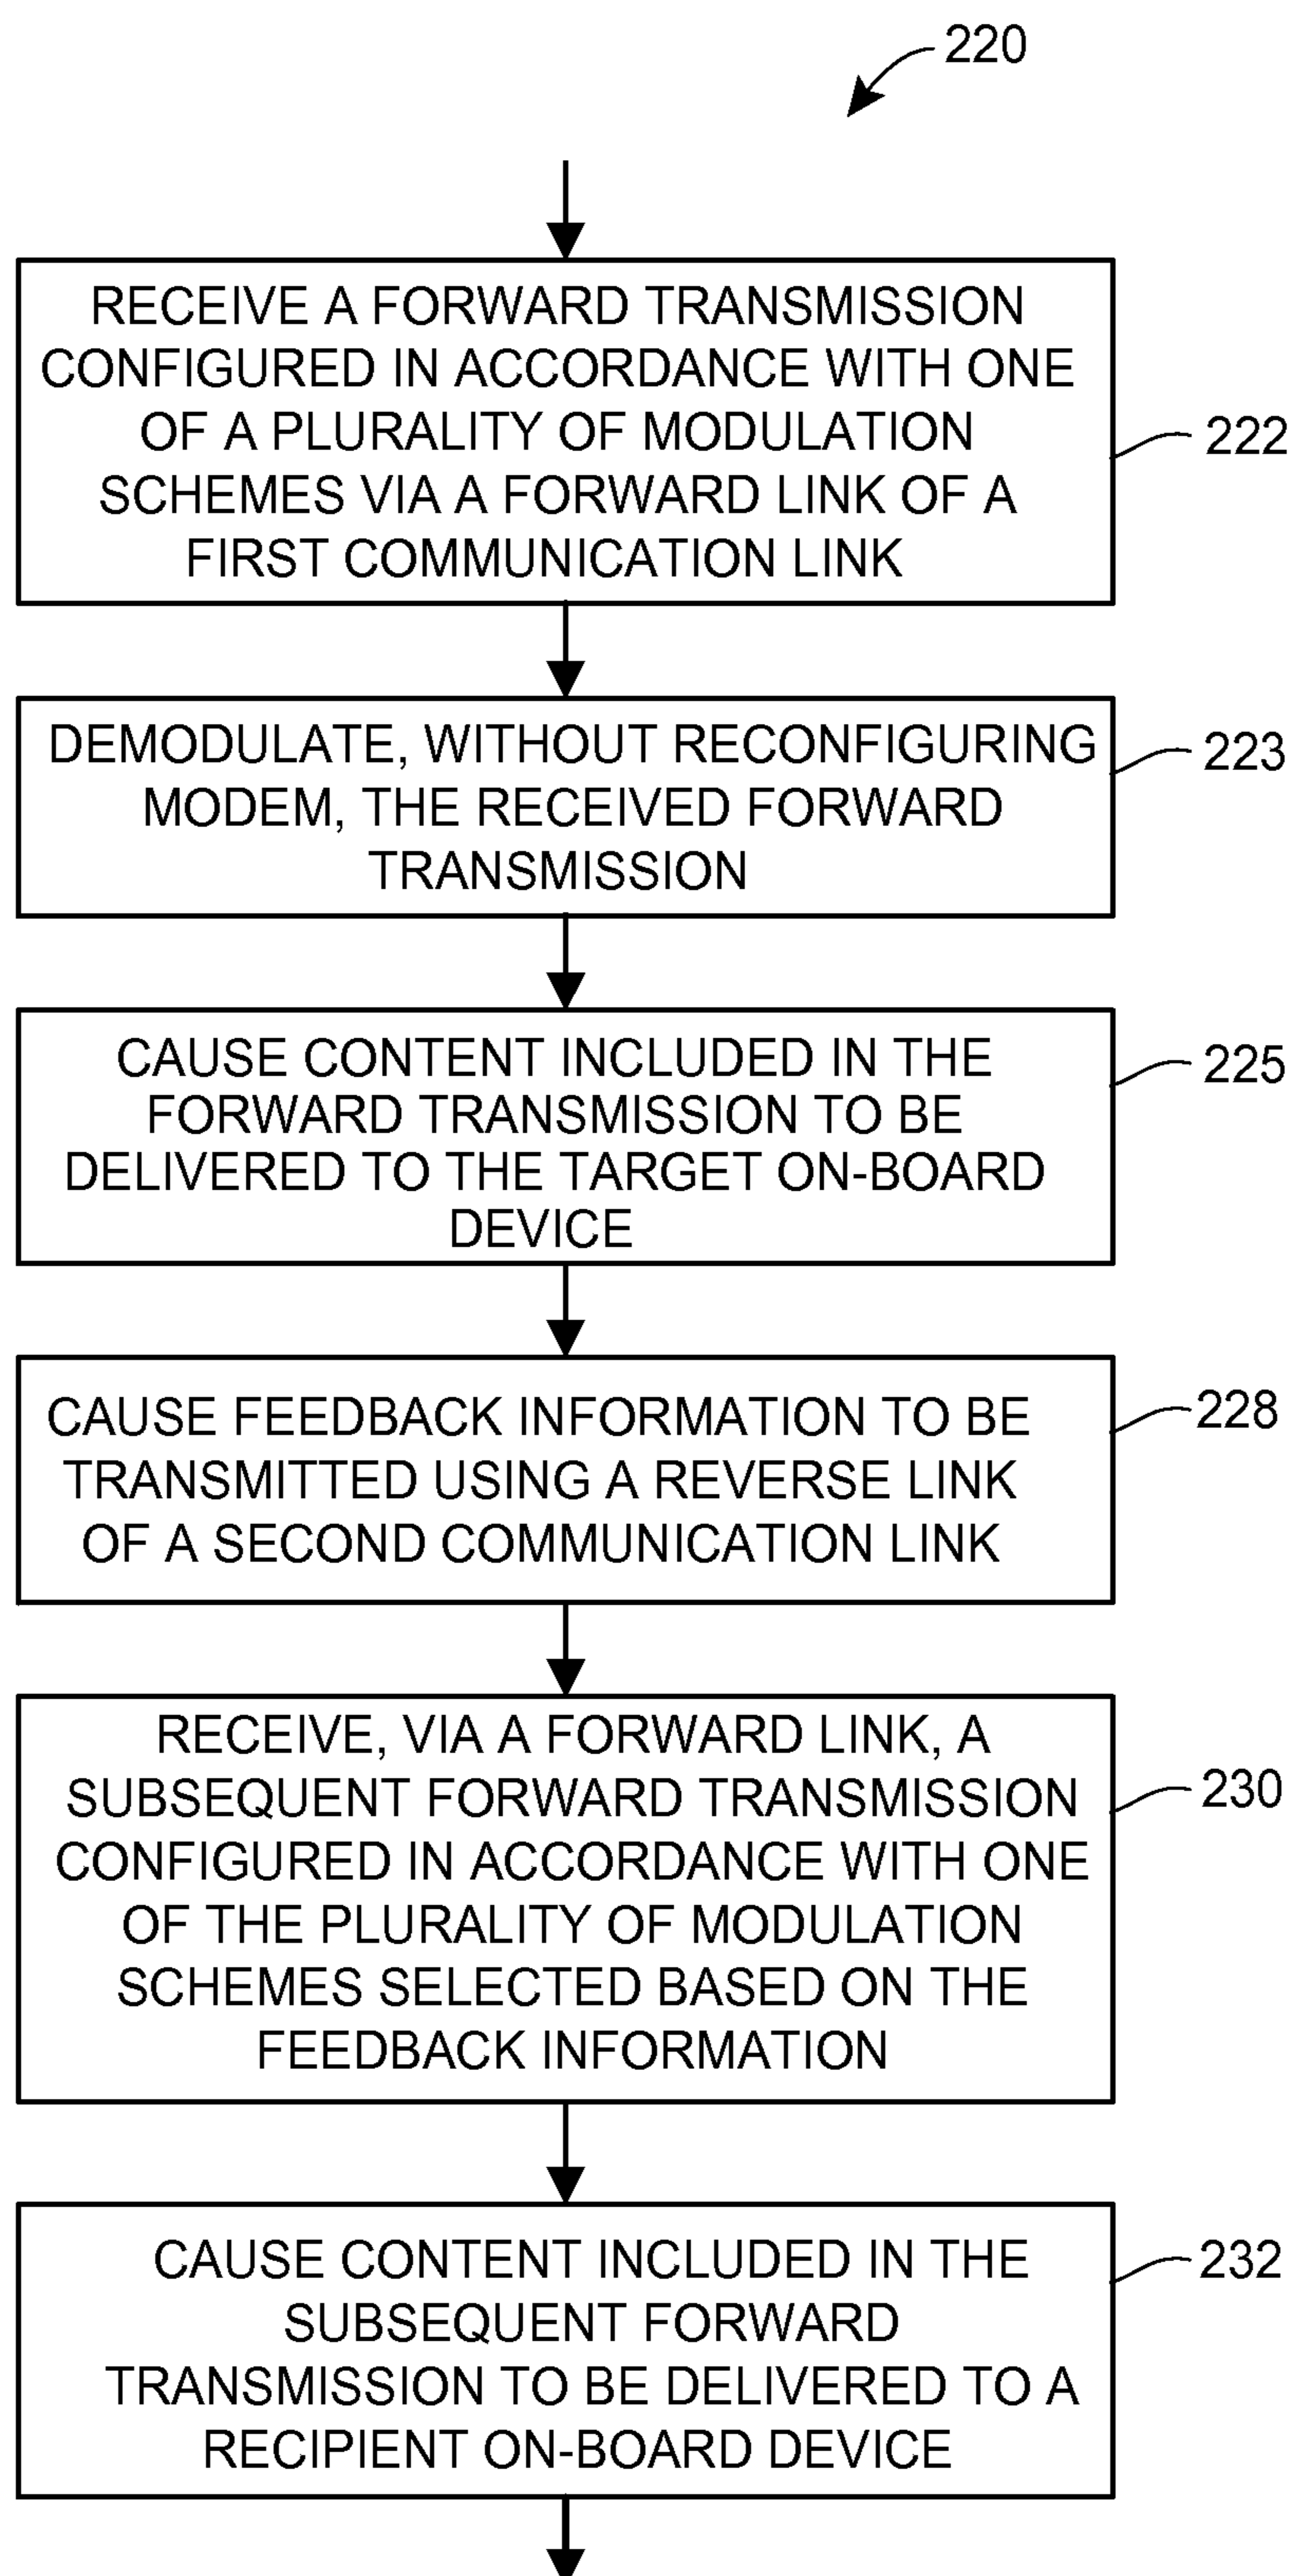 220
RECEIVE A FORWARD TRANSMISSION
CONFIGURED IN ACCORDANCE WITH ONE
OF A PLURALITY OF MODULATION
SCHEMES VIA A FORWARD LINK OF A
FIRST COMMUNICATION LINK
222
DEMODULATE, WITHOUT RECONFIGURING
MODEM, THE RECEIVED FORWARD
TRANSMISSION
223
CAUSE CONTENT INCLUDED IN THE
FORWARD TRANSMISSION TO BE
DELIVERED TO THE TARGET ON-BOARD
DEVICE
225
CAUSE FEEDBACK INFORMATION TO BE
TRANSMITTED USING A REVERSE LINK
OF A SECOND COMMUNICATION LINK
228
RECEIVE, VIA A FORWARD LINK, A
SUBSEQUENT FORWARD TRANSMISSION
CONFIGURED IN ACCORDANCE WITH ONE
OF THE PLURALITY OF MODULATION
SCHEMES SELECTED BASED ON THE
FEEDBACK INFORMATION
230
CAUSE CONTENT INCLUDED IN THE
SUBSEQUENT FORWARD
TRANSMISSION TO BE DELIVERED TO A
RECIPIENT ON-BOARD DEVICE
232